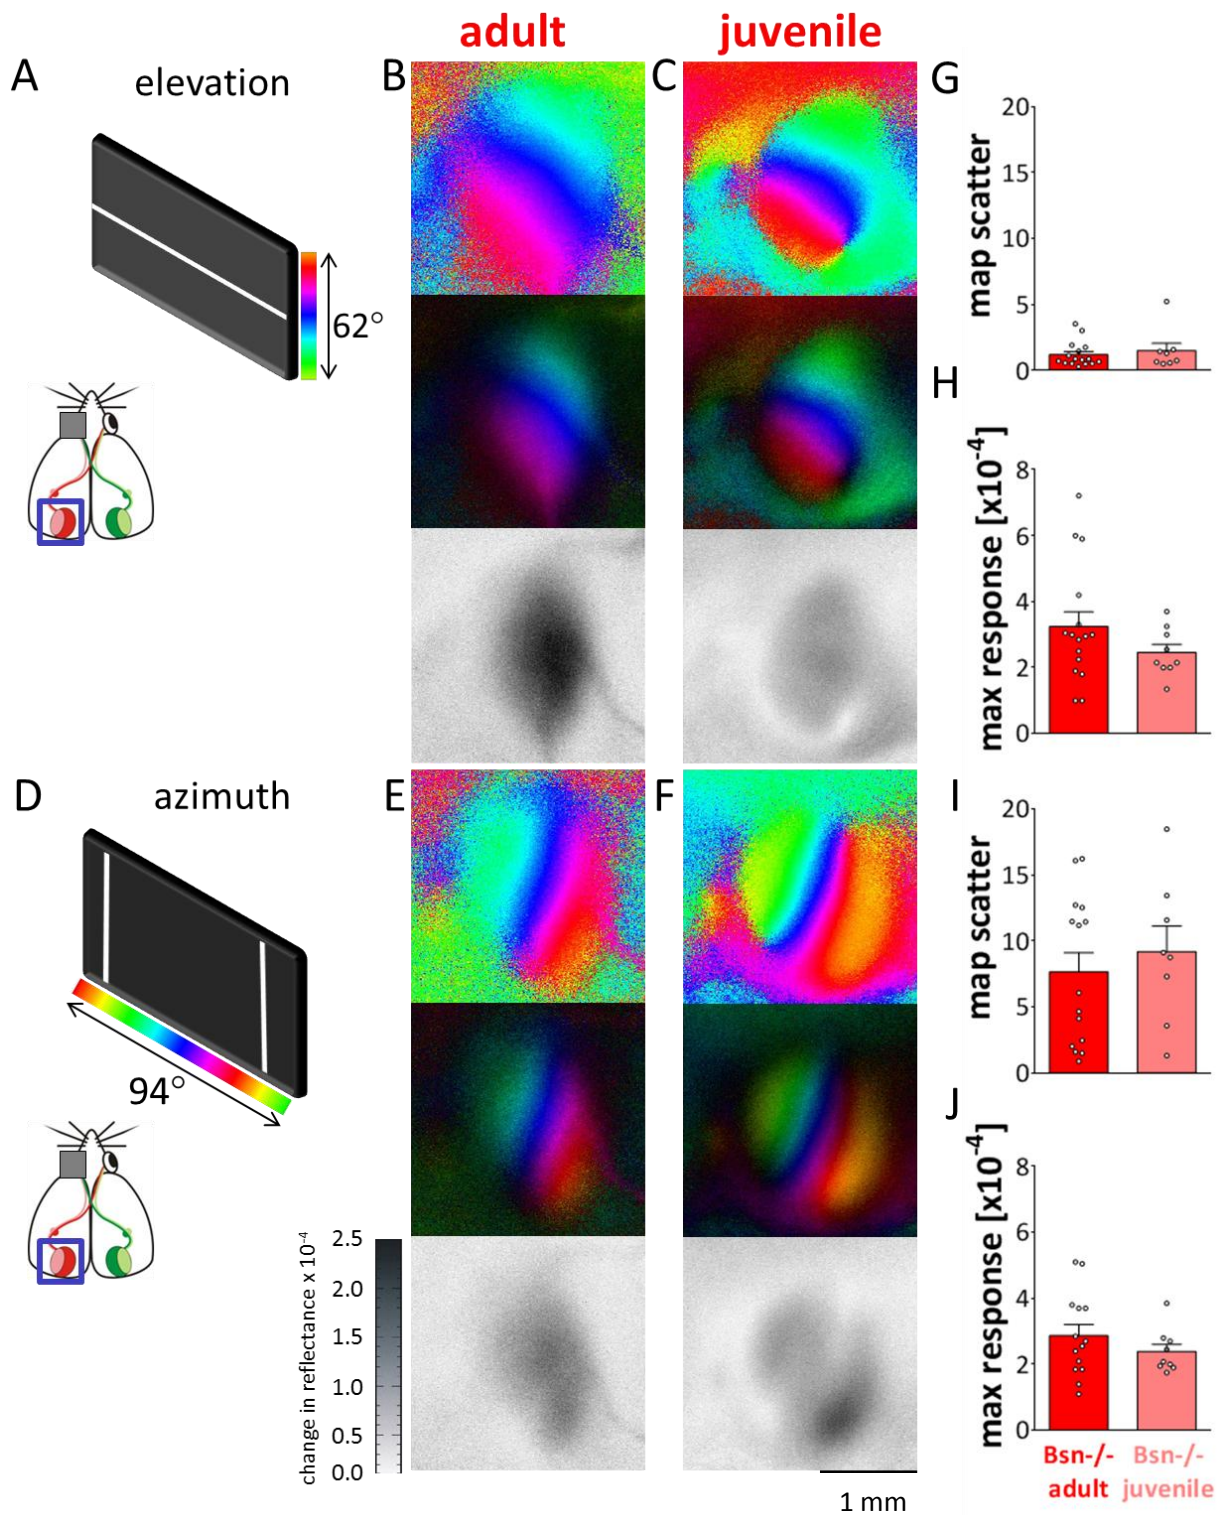 adult
juvenile
A
elevation
62°
B
C
G
map scatter
20
15
10
5
0
H
max response [x10-4]
8
6
4
2
0
D
azimuth
94°
E
F
I
map scatter
20
15
10
5
0
J
max response [x10-4]
8
6
4
2
0
change in reflectance x 10-4
2.5
2.0
1.5
1.0
0.5
0.0
1 mm
Bsn-/-
adult
Bsn-/-
juvenile